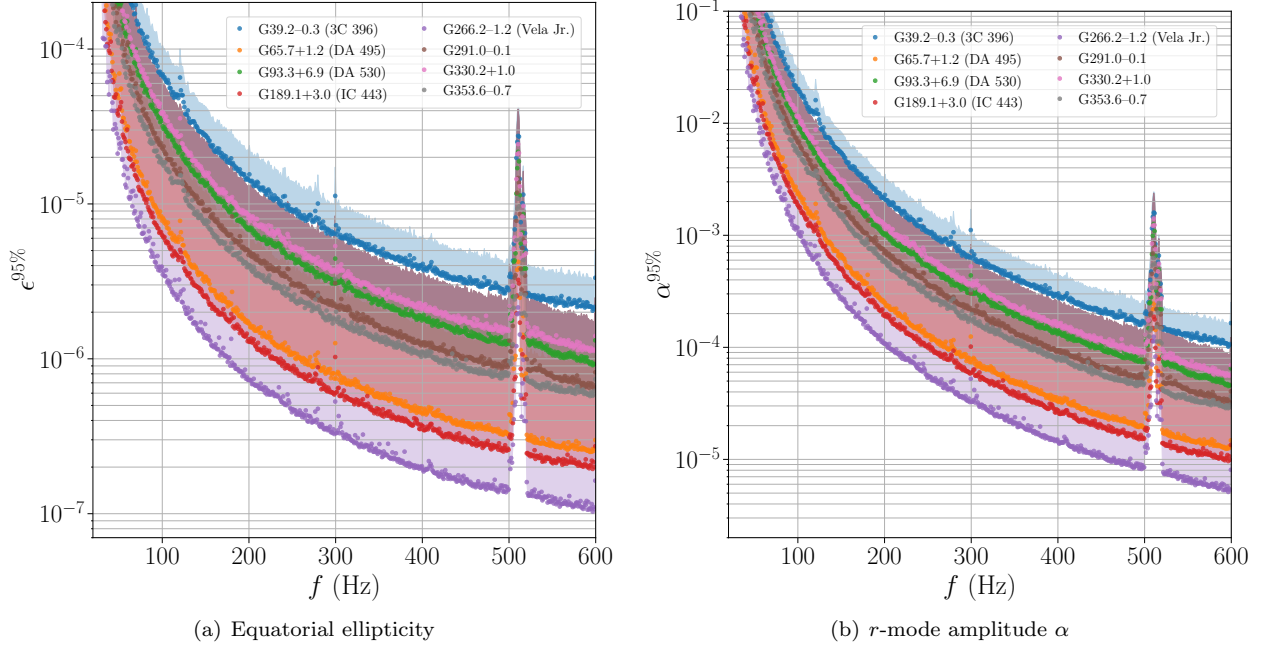 G39.2–0.3 (3C 396)
G65.7+1.2 (DA 495)
G93.3+6.9 (DA 530)
G189.1+3.0 (IC 443)
G266.2–1.2 (Vela Jr.)
G291.0–0.1
G330.2+1.0
G353.6–0.7
10⁻⁴
10⁻⁵
10⁻⁶
10⁻⁷
ϵ⁹⁵%
100 200 300 400 500 600
f (Hz)
(a) Equatorial ellipticity
G39.2–0.3 (3C 396)
G65.7+1.2 (DA 495)
G93.3+6.9 (DA 530)
G189.1+3.0 (IC 443)
G266.2–1.2 (Vela Jr.)
G291.0–0.1
G330.2+1.0
G353.6–0.7
10⁻¹
10⁻²
10⁻³
10⁻⁴
10⁻⁵
α⁹⁵%
100 200 300 400 500 600
f (Hz)
(b) r-mode amplitude α